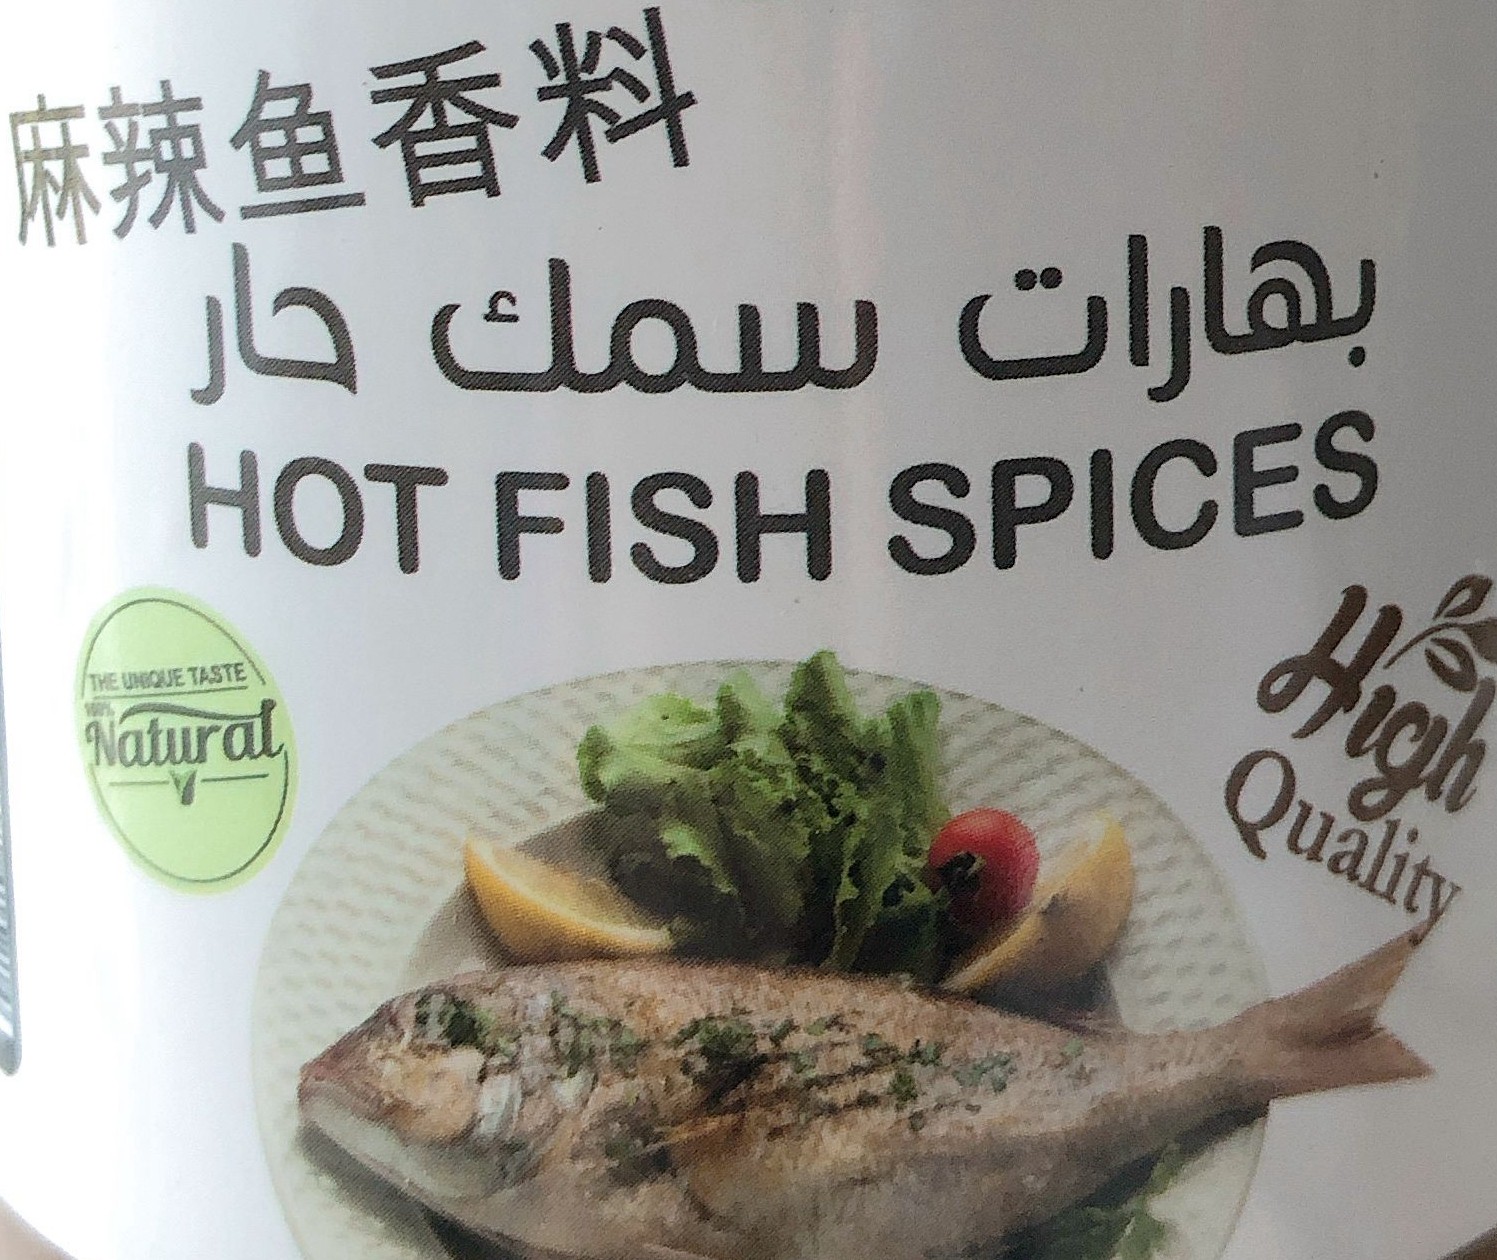 麻辣鱼香料
بهارات سمك حار
HOT FISH SPICES
THE UNIQUE TASTE
100%
Natural
High
Quality